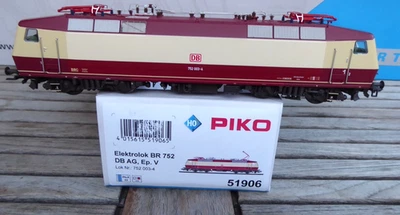 DB
752 003-4
4 015615 519065
HO
PIKO
Elektrolok BR 752
DB AG, Ep. V
Lok Nr.: 752 003-4
51906